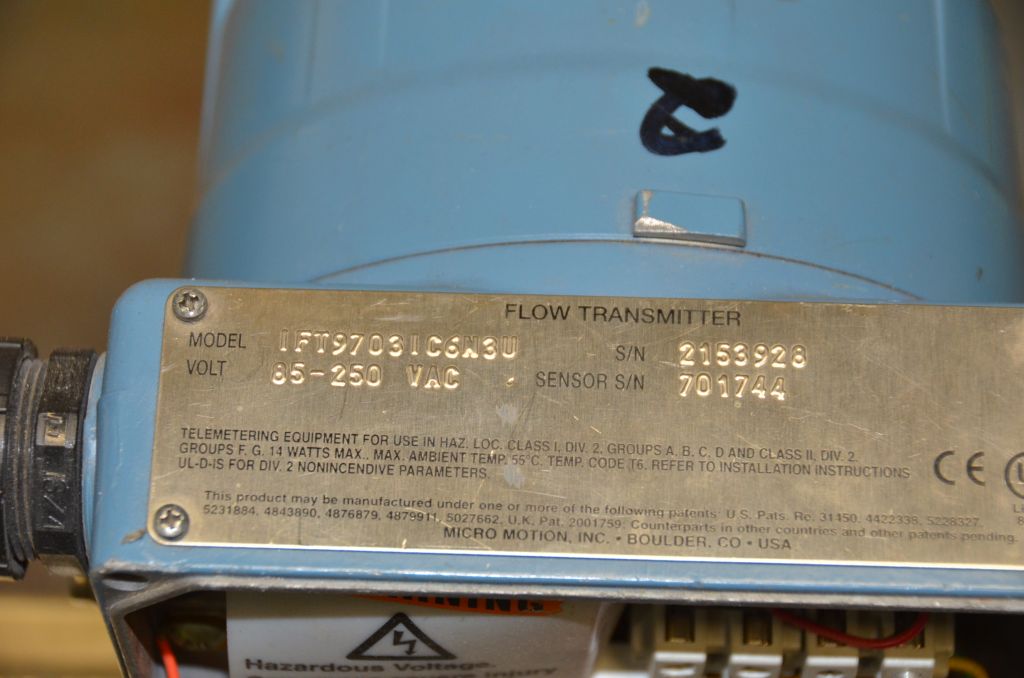 FLOW TRANSMITTER
MODEL IFT9703IC6N3U S/N 2153928
VOLT 85-250 VAC SENSOR S/N 701744
TELEMETERING EQUIPMENT FOR USE IN HAZ. LOC. CLASS I, DIV. 2, GROUPS A, B, C, D AND CLASS II, DIV. 2,
GROUPS F, G. 14 WATTS MAX., MAX. AMBIENT TEMP. 55°C. TEMP. CODE T6. REFER TO INSTALLATION INSTRUCTIONS
UL-D-IS FOR DIV. 2 NONINCENDIVE PARAMETERS.
CE
This product may be manufactured under one or more of the following patents: U.S. Pats. Re. 31450, 4422338, 5228327,
5231884, 4843890, 4876879, 4879911, 5027662, U.K. Pat. 2001759. Counterparts in other countries and other patents pending.
MICRO MOTION, INC. • BOULDER, CO • USA
Hazardous Voltage.
injury